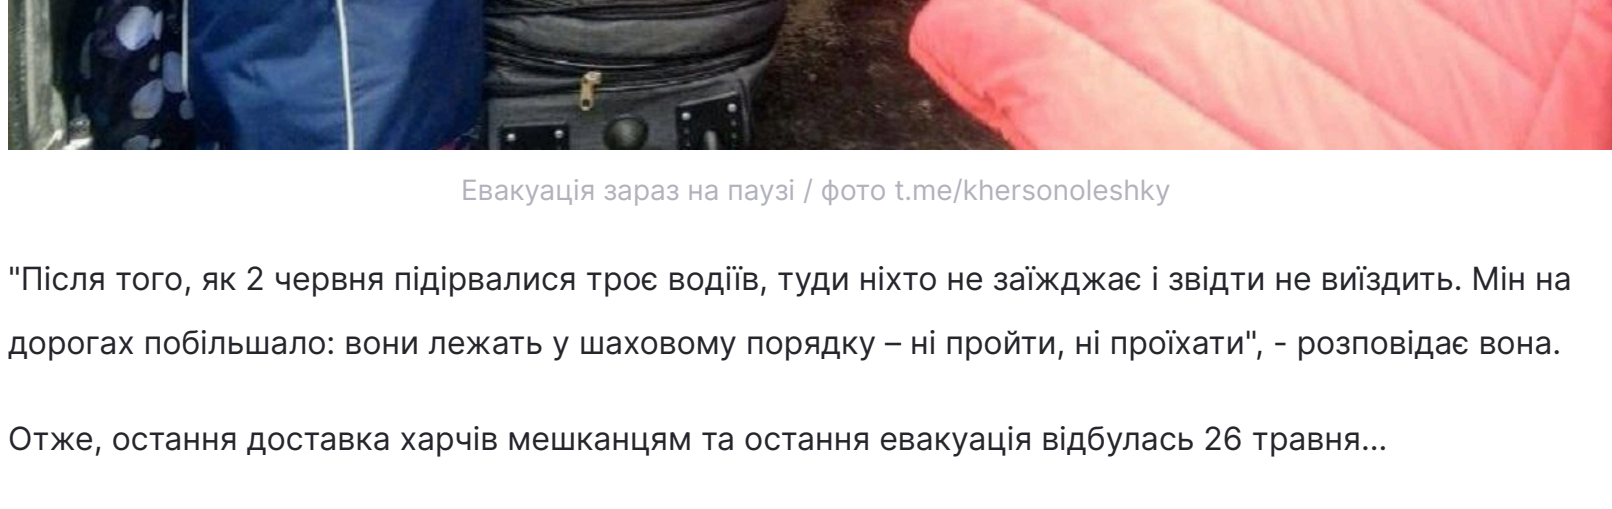 Евакуація зараз на паузі / фото t.me/khersonoleshky
"Після того, як 2 червня підірвалися троє водіїв, туди ніхто не заїжджає і звідти не виїздить. Мін на
дорогах побільшало: вони лежать у шаховому порядку – ні пройти, ні проїхати", - розповідає вона.
Отже, остання доставка харчів мешканцям та остання евакуація відбулась 26 травня...